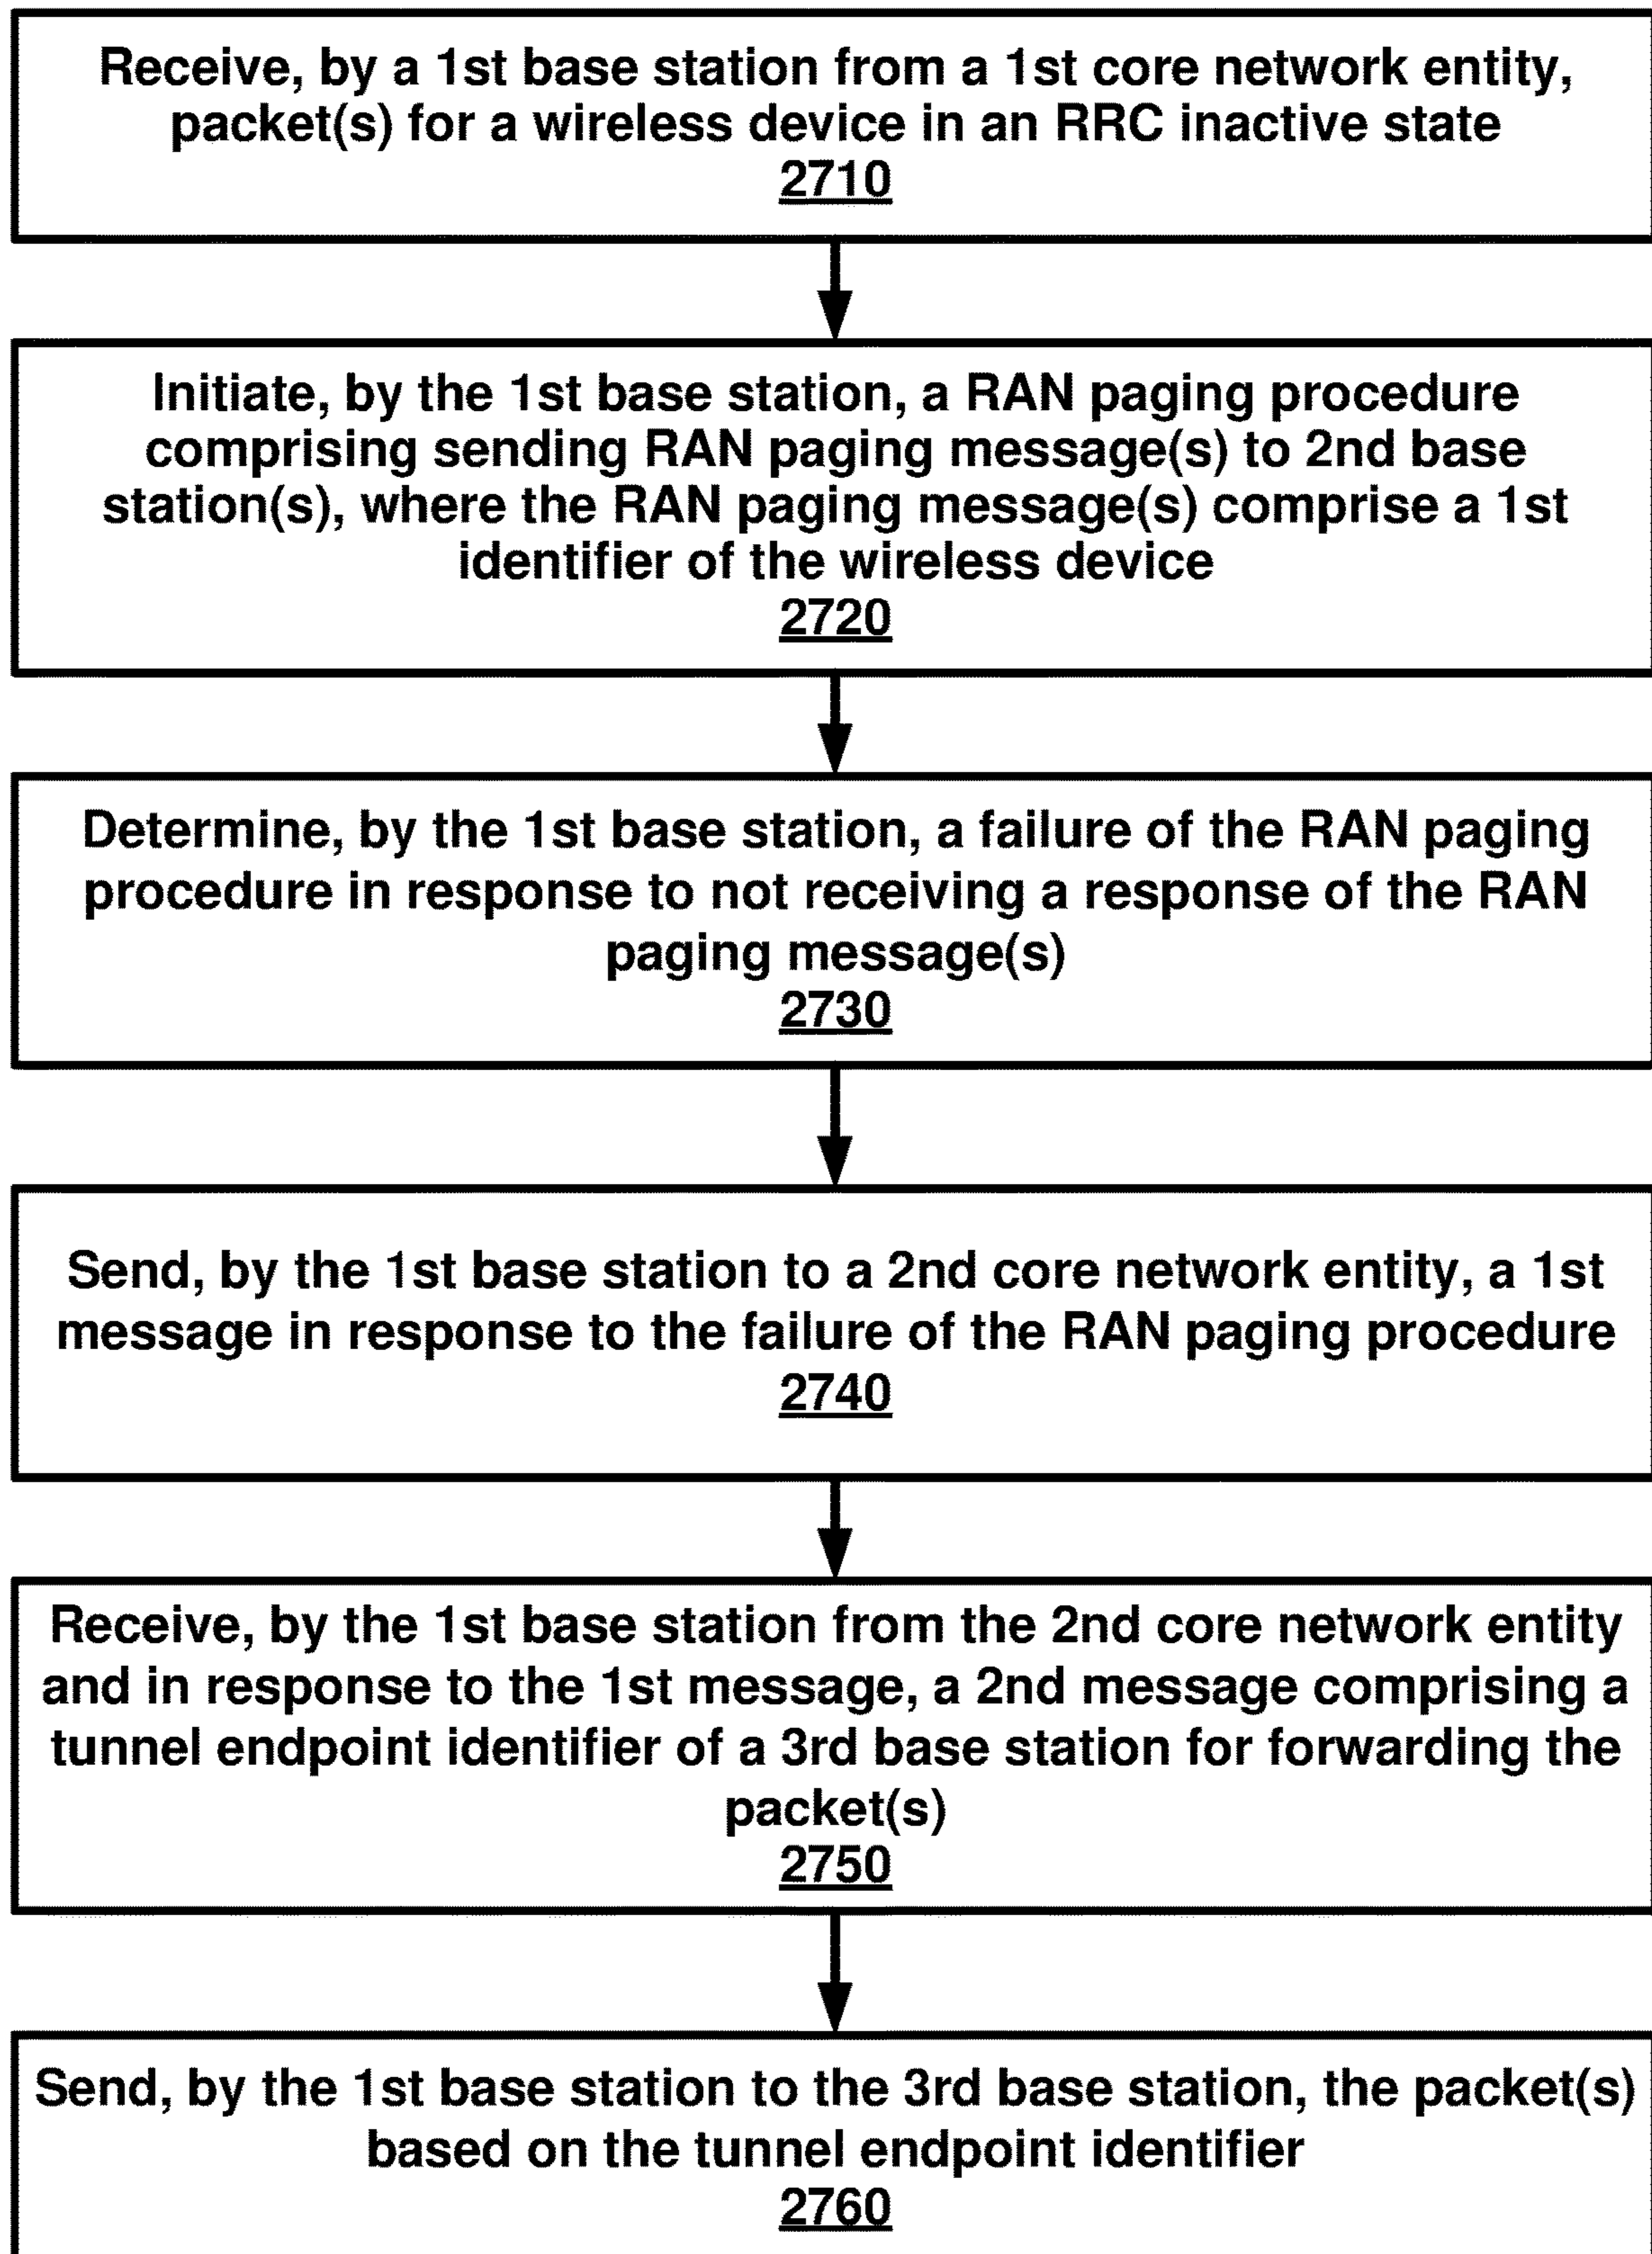 Receive, by a 1st base station from a 1st core network entity,
packet(s) for a wireless device in an RRC inactive state
2710
Initiate, by the 1st base station, a RAN paging procedure
comprising sending RAN paging message(s) to 2nd base
station(s), where the RAN paging message(s) comprise a 1st
identifier of the wireless device
2720
Determine, by the 1st base station, a failure of the RAN paging
procedure in response to not receiving a response of the RAN
paging message(s)
2730
Send, by the 1st base station to a 2nd core network entity, a 1st
message in response to the failure of the RAN paging procedure
2740
Receive, by the 1st base station from the 2nd core network entity
and in response to the 1st message, a 2nd message comprising a
tunnel endpoint identifier of a 3rd base station for forwarding the
packet(s)
2750
Send, by the 1st base station to the 3rd base station, the packet(s)
based on the tunnel endpoint identifier
2760